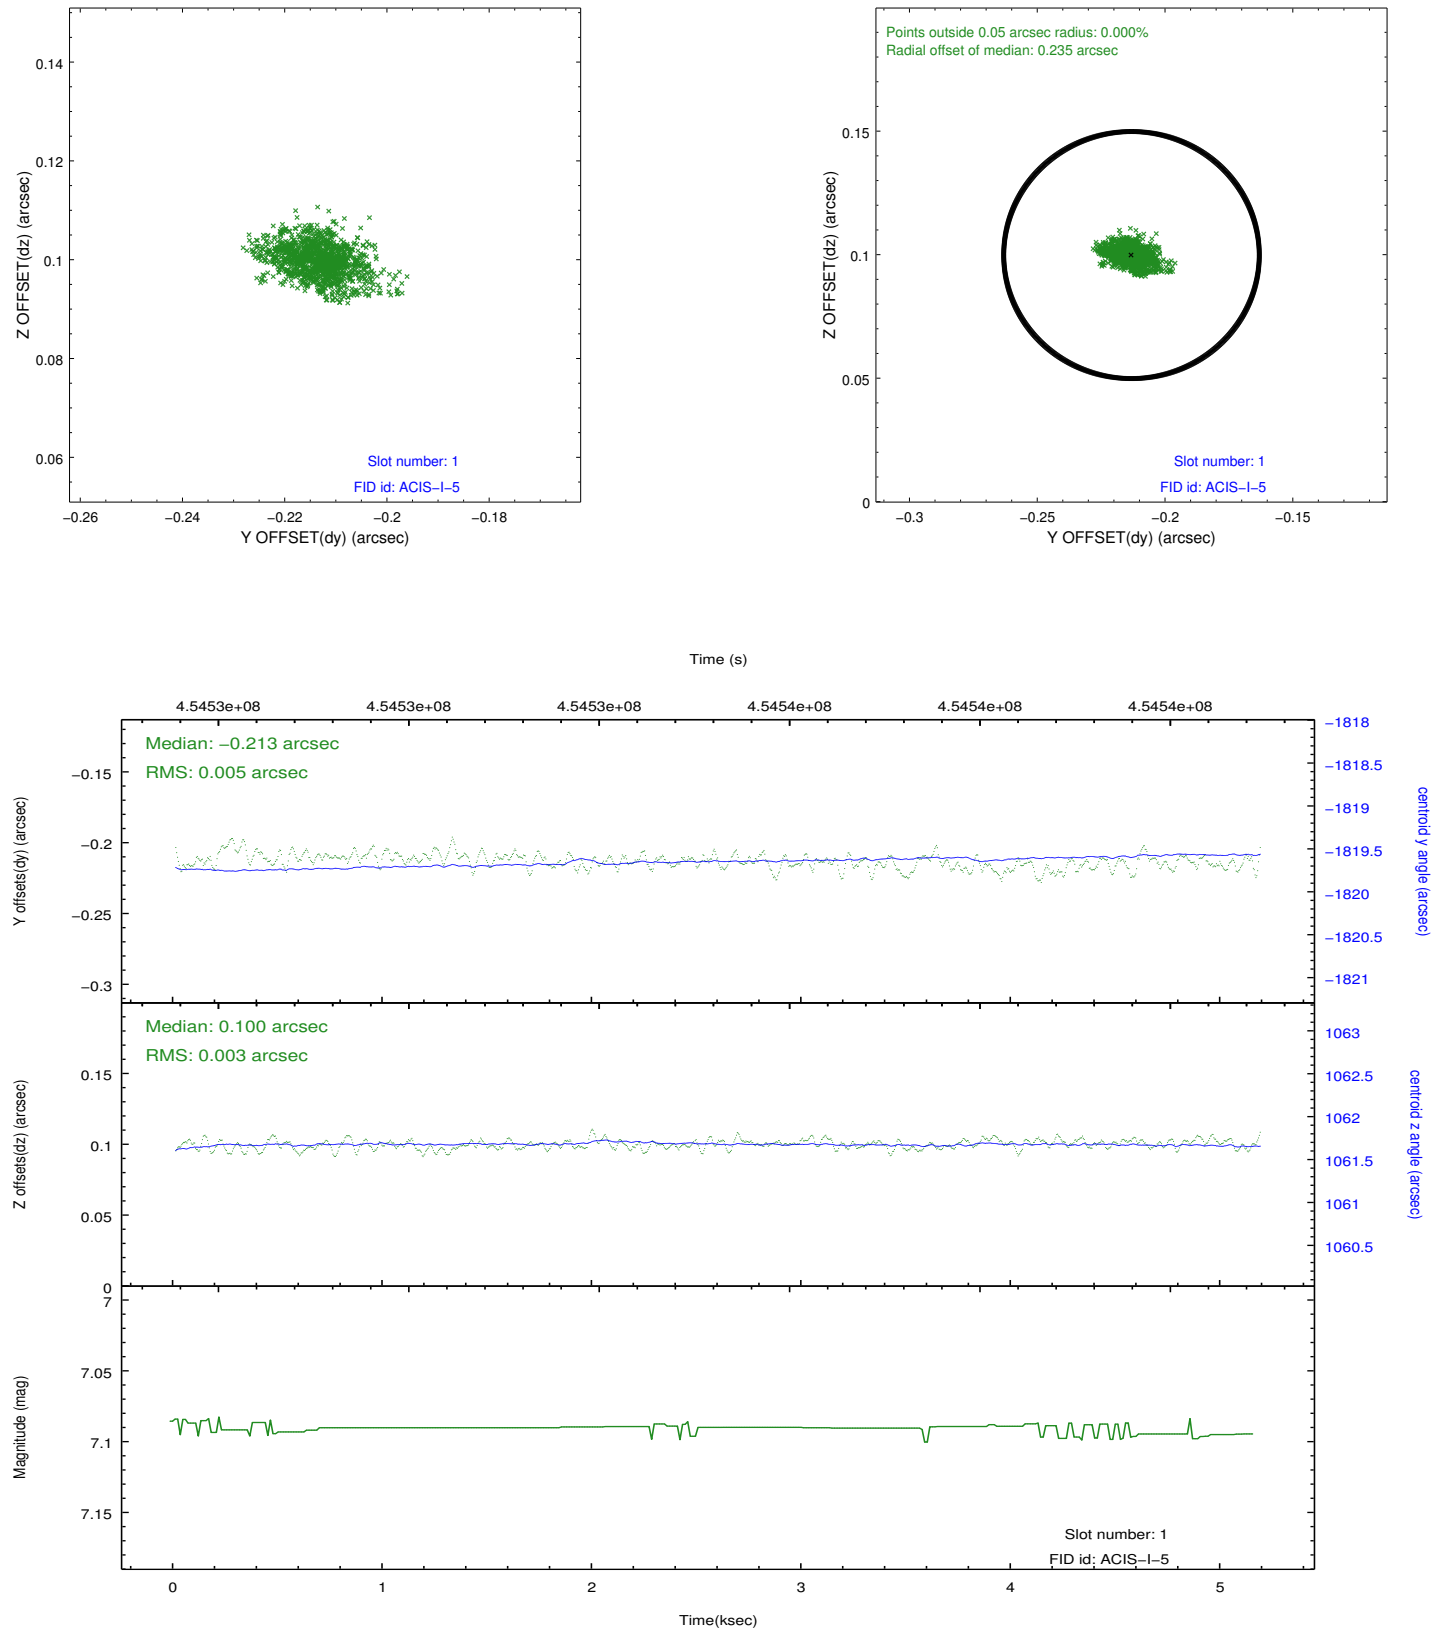 0.14
0.12
0.1
0.08
0.06
Z OFFSET(dz) (arcsec)
Slot number: 1
FID id: ACIS−I−5
−0.26
−0.24
−0.22
−0.2
−0.18
Y OFFSET(dy) (arcsec)
Points outside 0.05 arcsec radius: 0.000%
Radial offset of median: 0.235 arcsec
0.15
0.1
0.05
0
Z OFFSET(dz) (arcsec)
Slot number: 1
FID id: ACIS−I−5
−0.3
−0.25
−0.2
−0.15
Y OFFSET(dy) (arcsec)
Time (s)
4.5453e+08
4.5453e+08
4.5453e+08
4.5454e+08
4.5454e+08
4.5454e+08
Median: −0.213 arcsec
RMS: 0.005 arcsec
−0.15
−0.2
−0.25
−0.3
Y offsets(dy) (arcsec)
−1818
−1818.5
−1819
−1819.5
−1820
−1820.5
−1821
centroid y angle (arcsec)
Median: 0.100 arcsec
RMS: 0.003 arcsec
0.15
0.1
0.05
0
Z offsets(dz) (arcsec)
1063
1062.5
1062
1061.5
1061
1060.5
centroid z angle (arcsec)
7
7.05
7.1
7.15
Magnitude (mag)
Slot number: 1
FID id: ACIS−I−5
0
1
2
3
4
5
Time(ksec)